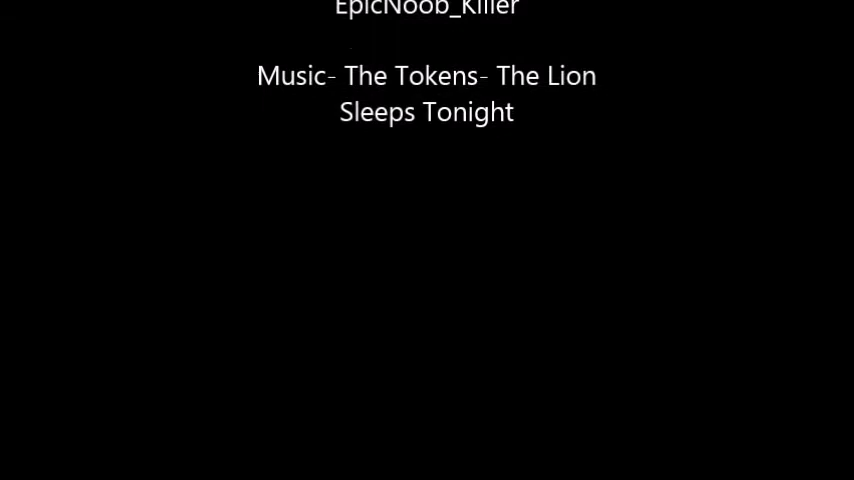 EpicNoob_Killer
Music- The Tokens- The Lion
Sleeps Tonight